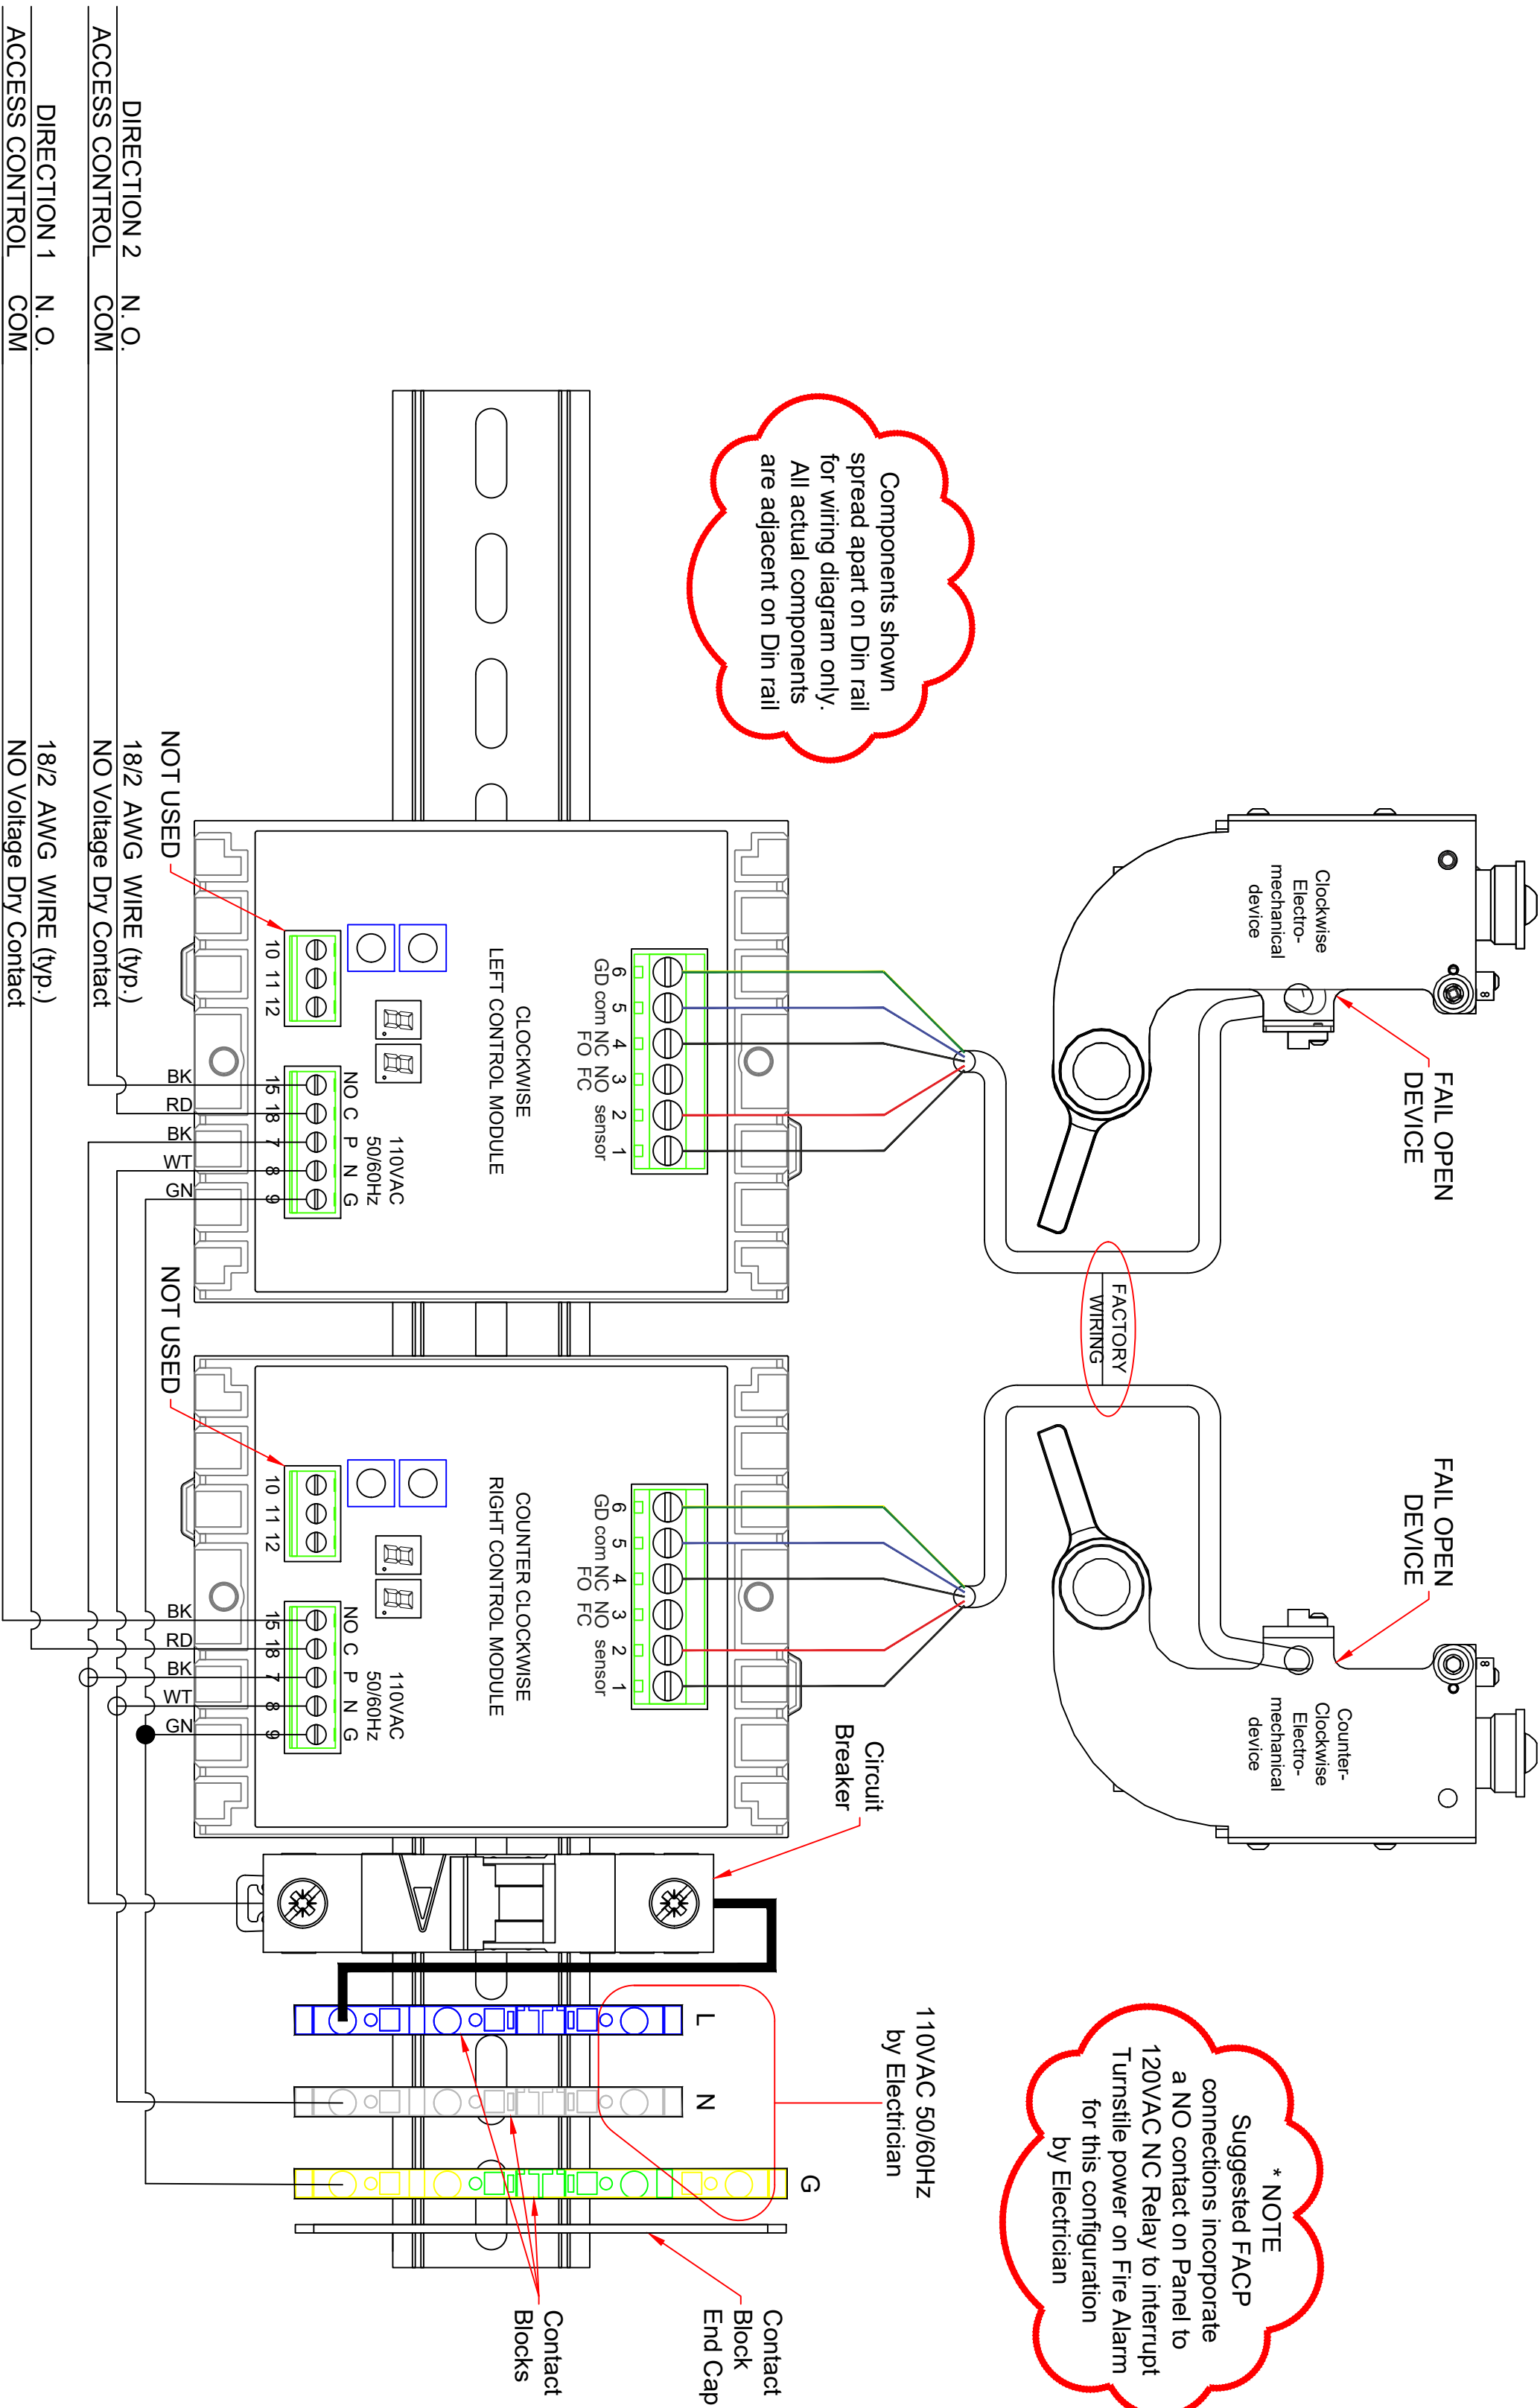 Clockwise
Electro-
mechanical
device
8
FAIL OPEN
DEVICE
FAIL OPEN
DEVICE
8
Counter-
Clockwise
Electro-
mechanical
device
* NOTE
Suggested FACP
connections incorporate
a NO contact on Panel to
120VAC NC Relay to interrupt
Turnstile power on Fire Alarm
for this configuration
by Electrician
FACTORY
WIRING
Components shown
spread apart on Din rail
for wiring diagram only.
All actual components
are adjacent on Din rail
110VAC 50/60Hz
by Electrician
Circuit
Breaker
6 5 4 3 2 1
GD com NC NO sensor
FO FC
CLOCKWISE
LEFT CONTROL MODULE
110VAC
50/60Hz
NO C P N G
10 11 12
15 18 7 8 9
NOT USED
BK RD BK WT GN
6 5 4 3 2 1
GD com NC NO sensor
FO FC
COUNTER CLOCKWISE
RIGHT CONTROL MODULE
110VAC
50/60Hz
NO C P N G
10 11 12
15 18 7 8 9
NOT USED
BK RD BK WT GN
L
N
G
Contact
Block
End Cap
Contact
Blocks
DIRECTION 2 N. O.
ACCESS CONTROL COM
18/2 AWG WIRE (typ.)
NO Voltage Dry Contact
DIRECTION 1 N. O.
ACCESS CONTROL COM
18/2 AWG WIRE (typ.)
NO Voltage Dry Contact